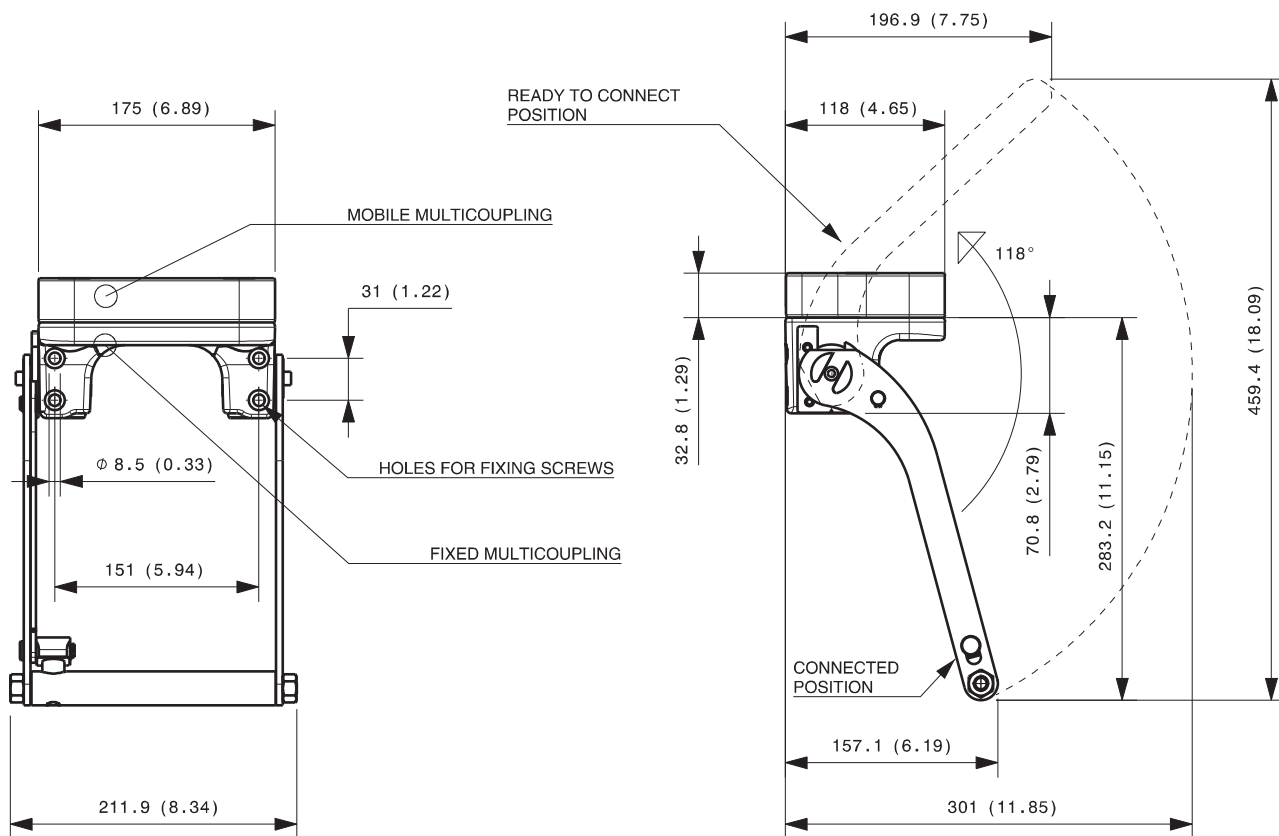 196.9 (7.75)
175 (6.89)
READY TO CONNECT
POSITION
118 (4.65)
MOBILE MULTICOUPLING
118°
31 (1.22)
32.8 (1.29)
459.4 (18.09)
⌀ 8.5 (0.33)
HOLES FOR FIXING SCREWS
70.8 (2.79)
283.2 (11.15)
FIXED MULTICOUPLING
151 (5.94)
CONNECTED
POSITION
157.1 (6.19)
211.9 (8.34)
301 (11.85)